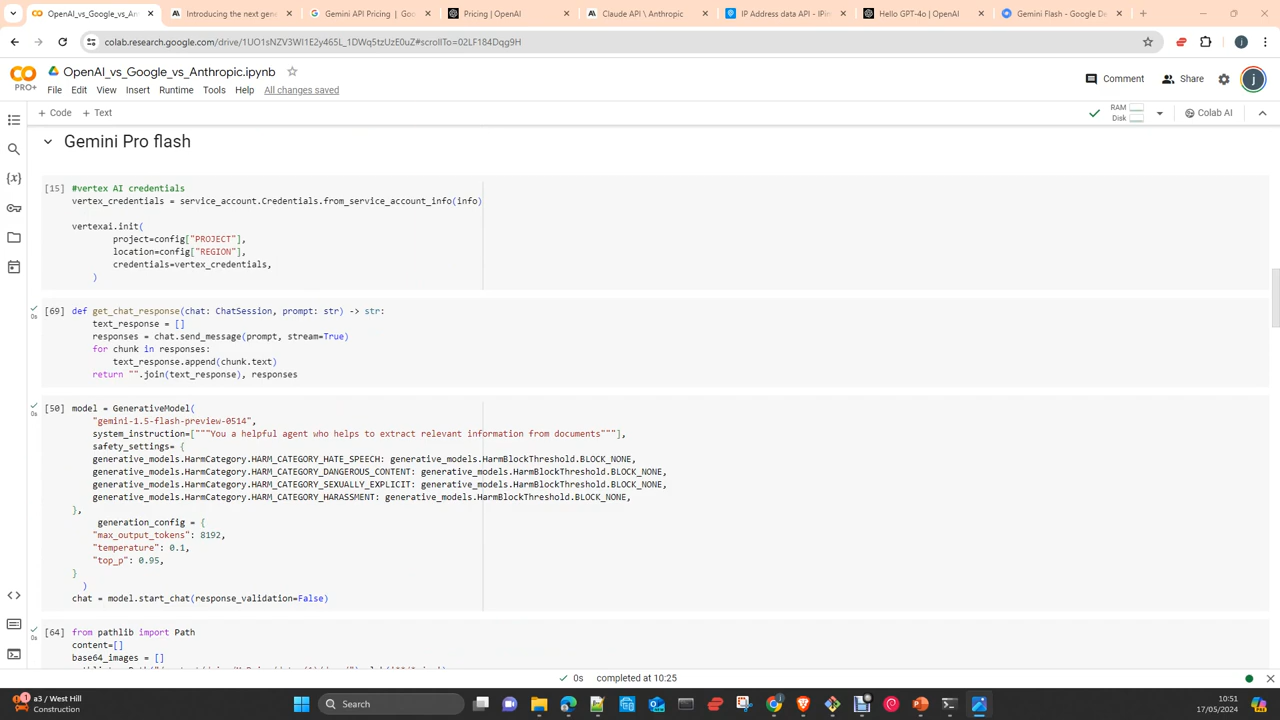 OpenAI_vs_Google_vs_Anthropic
Introducing the next gene
Gemini API Pricing | Goo
Pricing | OpenAI
Claude API \ Anthropic
IP Address data API - IPin
Hello GPT-4o | OpenAI
Gemini Flash - Google De
colab.research.google.com/drive/
OpenAI_vs_Google_vs_Anthropic.ipynb
PRO+
Comment
Share
j
File Edit View Insert Runtime Tools Help All changes saved
+ Code + Text
RAM
Disk
Colab AI
Gemini Pro flash
[15] #vertex AI credentials
vertex_credentials = service_account.Credentials.from_service_account_info(info)
vertexai.init(
project=config["PROJECT"],
location=config["REGION"],
credentials=vertex_credentials,
)
[69] def get_chat_response(chat: ChatSession, prompt: str) -> str:
0s
text_response = []
responses = chat.send_message(prompt, stream=True)
for chunk in responses:
text_response.append(chunk.text)
return "".join(text_response), responses
[50] model = GenerativeModel(
0s
"gemini-1.5-flash-preview-0514",
system_instruction=["""You a helpful agent who helps to extract relevant information from documents"""],
safety_settings= {
generative_models.HarmCategory.HARM_CATEGORY_HATE_SPEECH: generative_models.HarmBlockThreshold.BLOCK_NONE,
generative_models.HarmCategory.HARM_CATEGORY_DANGEROUS_CONTENT: generative_models.HarmBlockThreshold.BLOCK_NONE,
generative_models.HarmCategory.HARM_CATEGORY_SEXUALLY_EXPLICIT: generative_models.HarmBlockThreshold.BLOCK_NONE,
generative_models.HarmCategory.HARM_CATEGORY_HARASSMENT: generative_models.HarmBlockThreshold.BLOCK_NONE,
},
generation_config = {
"max_output_tokens": 8192,
"temperature": 0.1,
"top_p": 0.95,
}
)
chat = model.start_chat(response_validation=False)
[64] from pathlib import Path
0s
content=[]
base64_images = []
0s completed at 10:25
a3 / West Hill
Construction
Search
10:51
17/05/2024